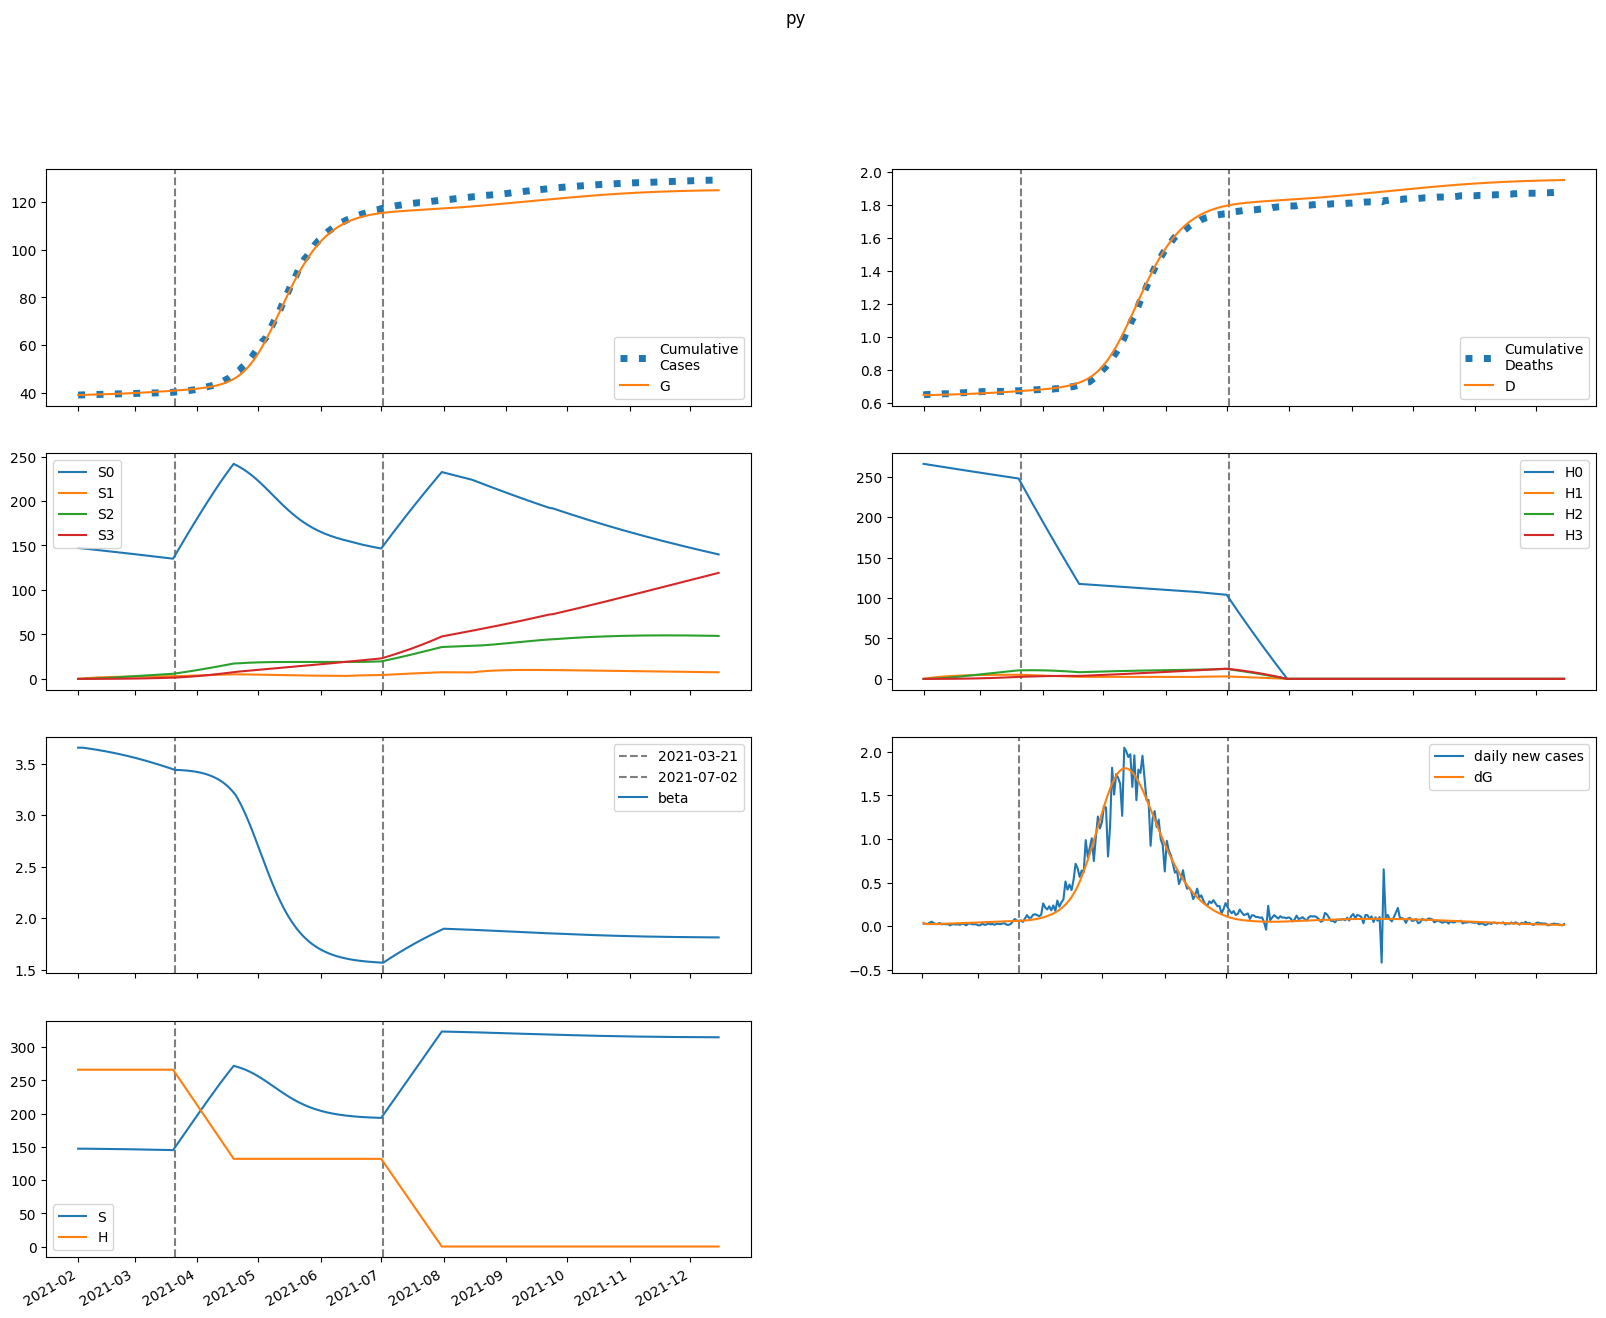 py
120
100
80
60
40
Cumulative
Cases
G
2.0
1.8
1.6
1.4
1.2
1.0
0.8
0.6
Cumulative
Deaths
D
250
200
150
100
50
0
S0
S1
S2
S3
250
200
150
100
50
0
H0
H1
H2
H3
3.5
3.0
2.5
2.0
1.5
2021-03-21
2021-07-02
beta
2.0
1.5
1.0
0.5
0.0
−0.5
daily new cases
dG
300
250
200
150
100
50
0
S
H
2021-02
2021-03
2021-04
2021-05
2021-06
2021-07
2021-08
2021-09
2021-10
2021-11
2021-12